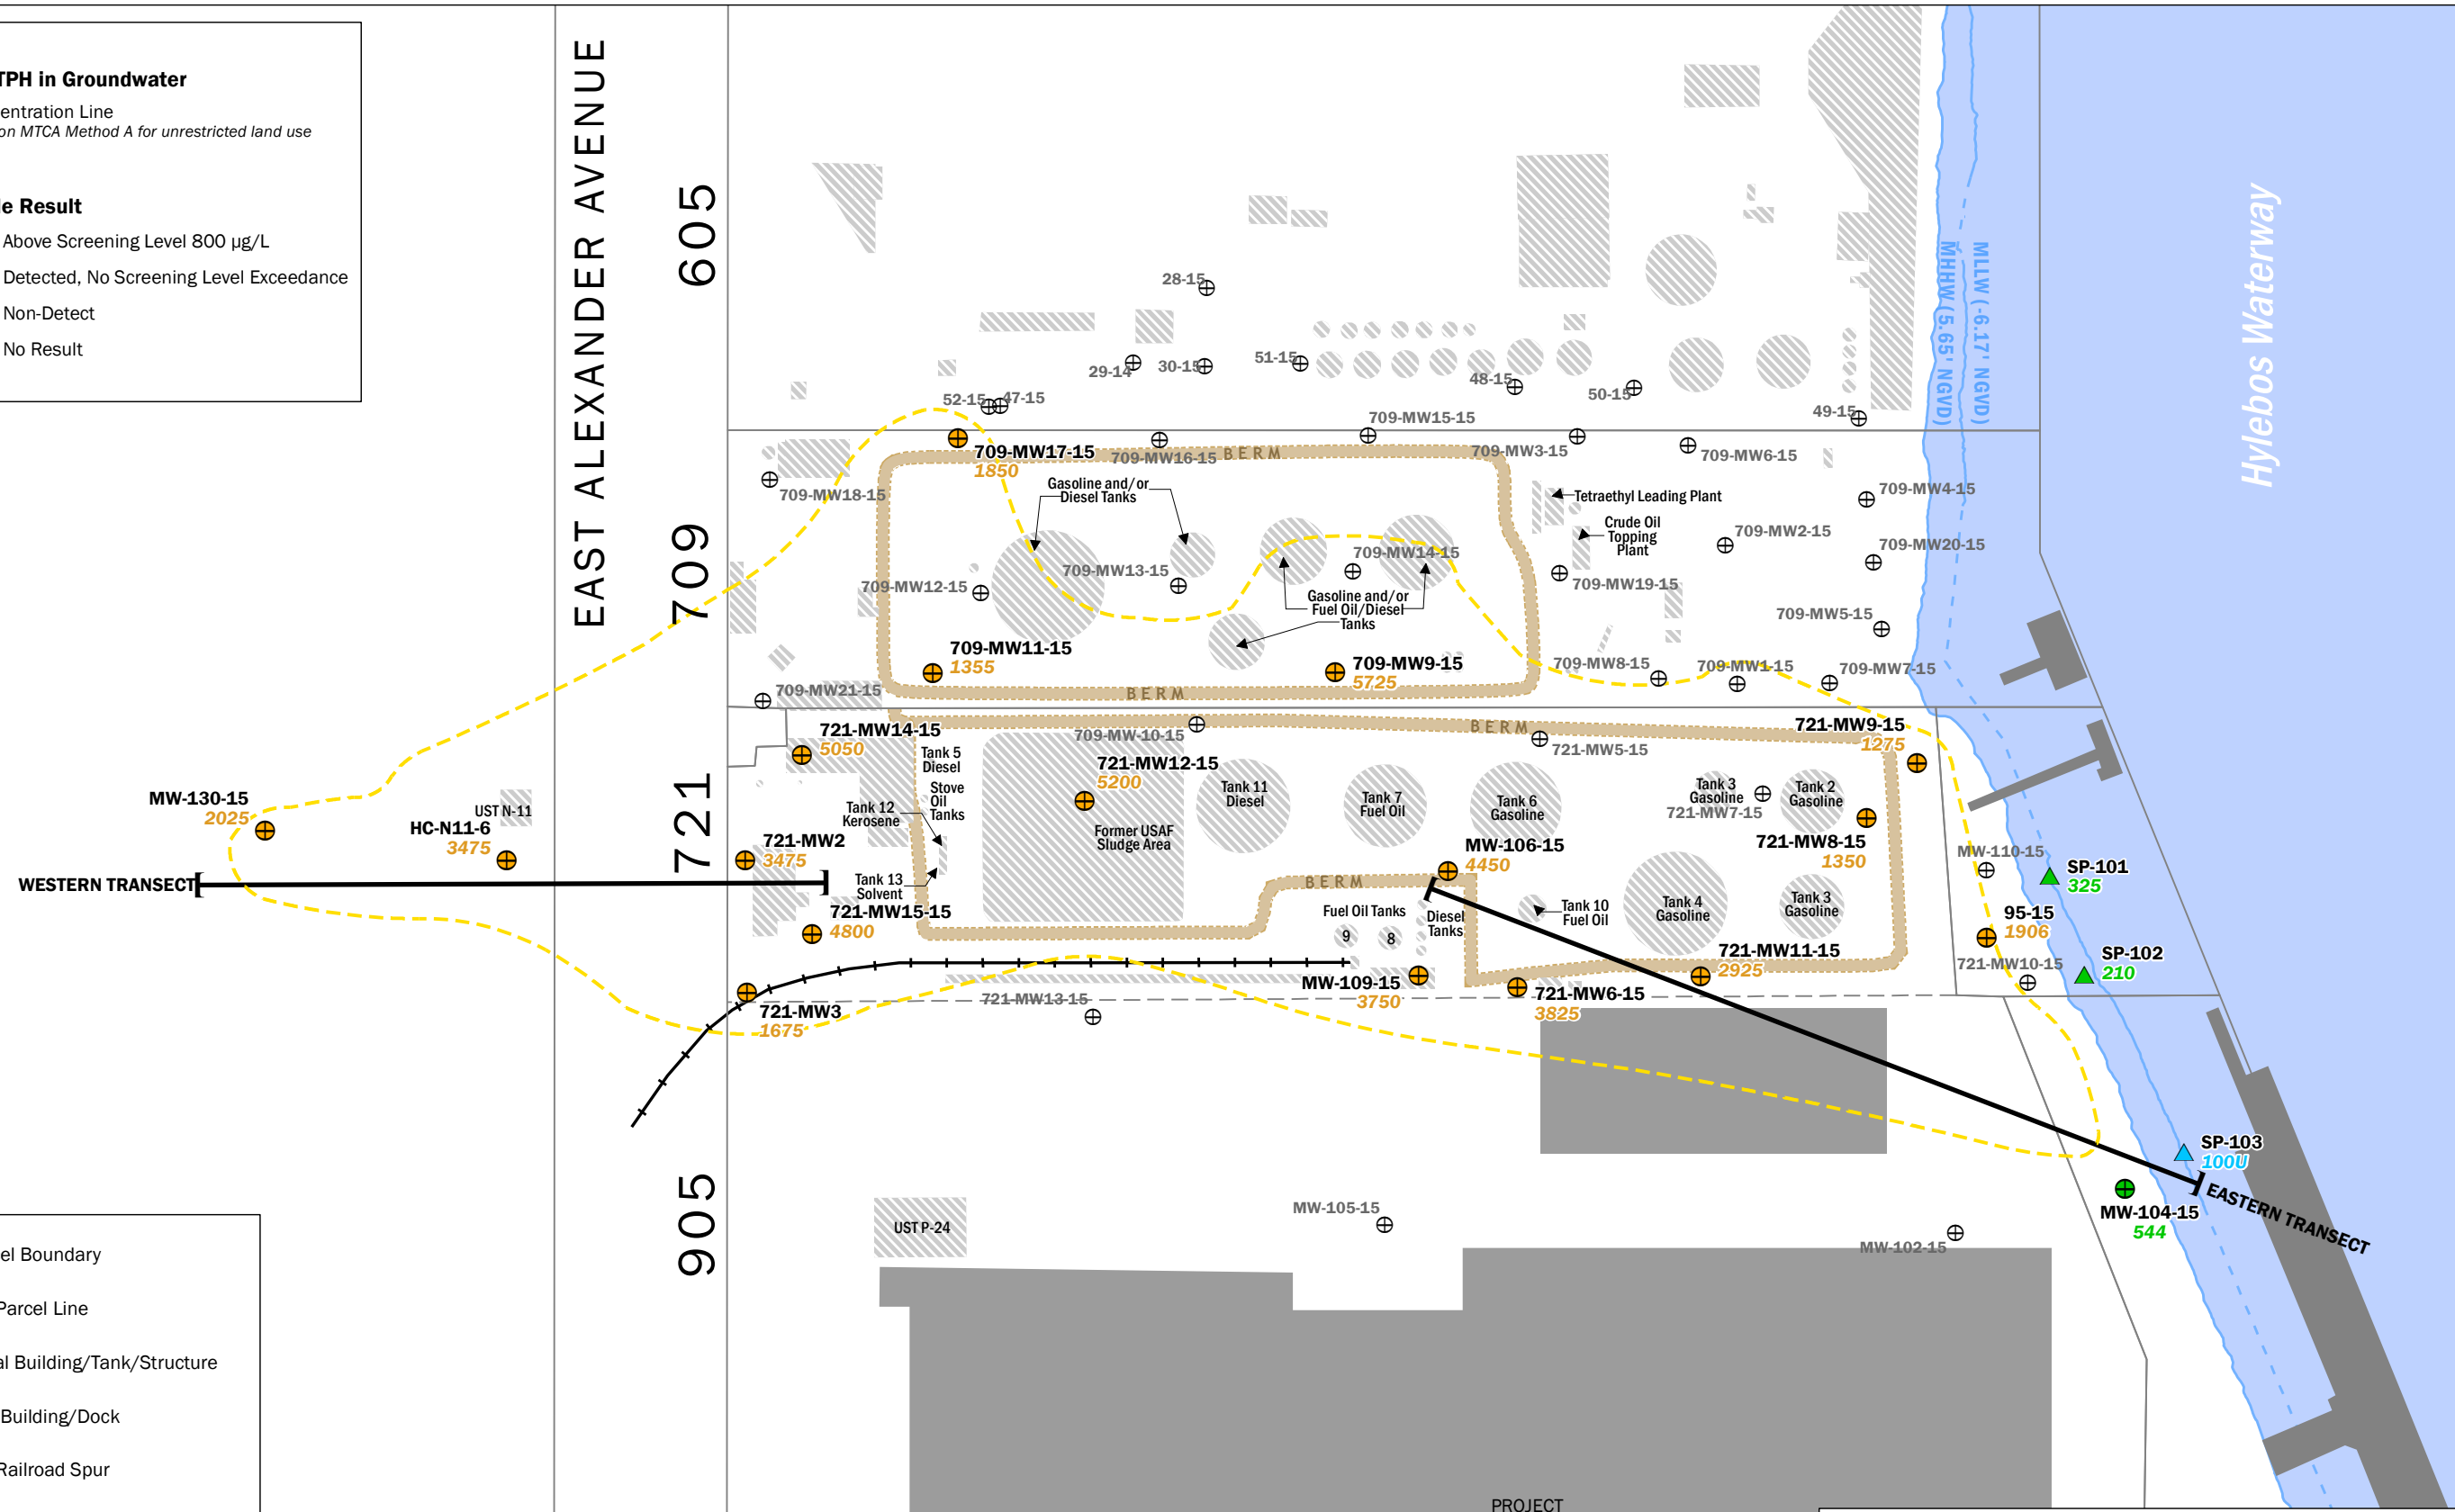 TPH in Groundwater
entration Line
on MTCA Method A for unrestricted land use
le Result
Above Screening Level 800 µg/L
Detected, No Screening Level Exceedance
Non-Detect
No Result
EAST ALEXANDER AVENUE
605
709
721
905
Hylebos Waterway
MHHW (5.65' NGVD)
MLLW (-6.17' NGVD)
28-15
29-14
30-15
51-15
48-15
50-15
49-15
52-15
47-15
709-MW15-15
709-MW17-15
1850
709-MW16-15
BERM
709-MW3-15
709-MW6-15
709-MW18-15
Gasoline and/or
Diesel Tanks
Tetraethyl Leading Plant
709-MW4-15
Crude Oil
Topping
Plant
709-MW2-15
709-MW20-15
709-MW14-15
709-MW13-15
709-MW12-15
709-MW19-15
Gasoline and/or
Fuel Oil/Diesel
Tanks
709-MW5-15
709-MW11-15
1355
709-MW9-15
5725
709-MW8-15
709-MW1-15
709-MW7-15
709-MW21-15
BERM
721-MW14-15
5050
709-MW-10-15
BERM
721-MW5-15
721-MW9-15
1275
Tank 5
Diesel
721-MW12-15
5200
Stove
Oil
Tanks
Tank 11
Diesel
Tank 7
Fuel Oil
Tank 6
Gasoline
Tank 3
Gasoline
721-MW7-15
Tank 2
Gasoline
MW-130-15
2025
UST N-11
HC-N11-6
3475
Tank 12
Kerosene
Former USAF
Sludge Area
721-MW2
3475
MW-106-15
4450
721-MW8-15
1350
MW-110-15
SP-101
325
WESTERN TRANSECT
Tank 13
Solvent
BERM
721-MW15-15
4800
Fuel Oil Tanks
9
8
Diesel
Tanks
Tank 10
Fuel Oil
Tank 4
Gasoline
Tank 3
Gasoline
95-15
1906
SP-102
210
721-MW11-15
2925
721-MW10-15
MW-109-15
3750
721-MW6-15
3825
721-MW13-15
721-MW3
1675
SP-103
100U
EASTERN TRANSECT
MW-104-15
544
MW-105-15
MW-102-15
UST P-24
el Boundary
Parcel Line
al Building/Tank/Structure
Building/Dock
Railroad Spur
PROJECT